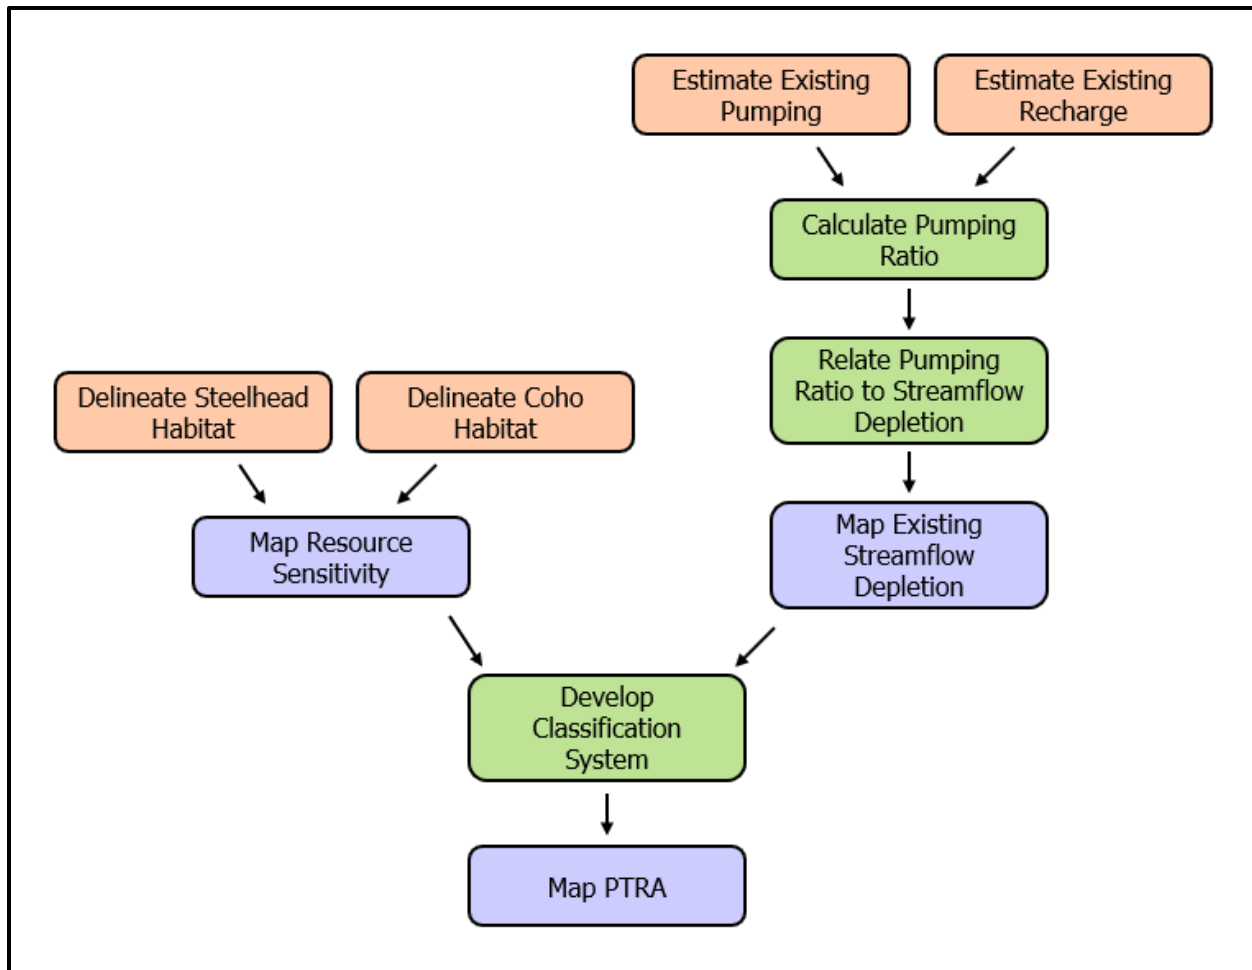 Estimate Existing
Pumping
Estimate Existing
Recharge
Calculate Pumping
Ratio
Relate Pumping
Ratio to Streamflow
Depletion
Delineate Steelhead
Habitat
Delineate Coho
Habitat
Map Resource
Sensitivity
Map Existing
Streamflow
Depletion
Develop
Classification
System
Map PTRA